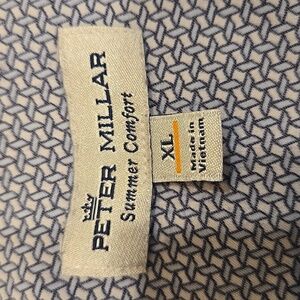 PETER MILLAR
Summer Comfort
XL
Made in
Vietnam